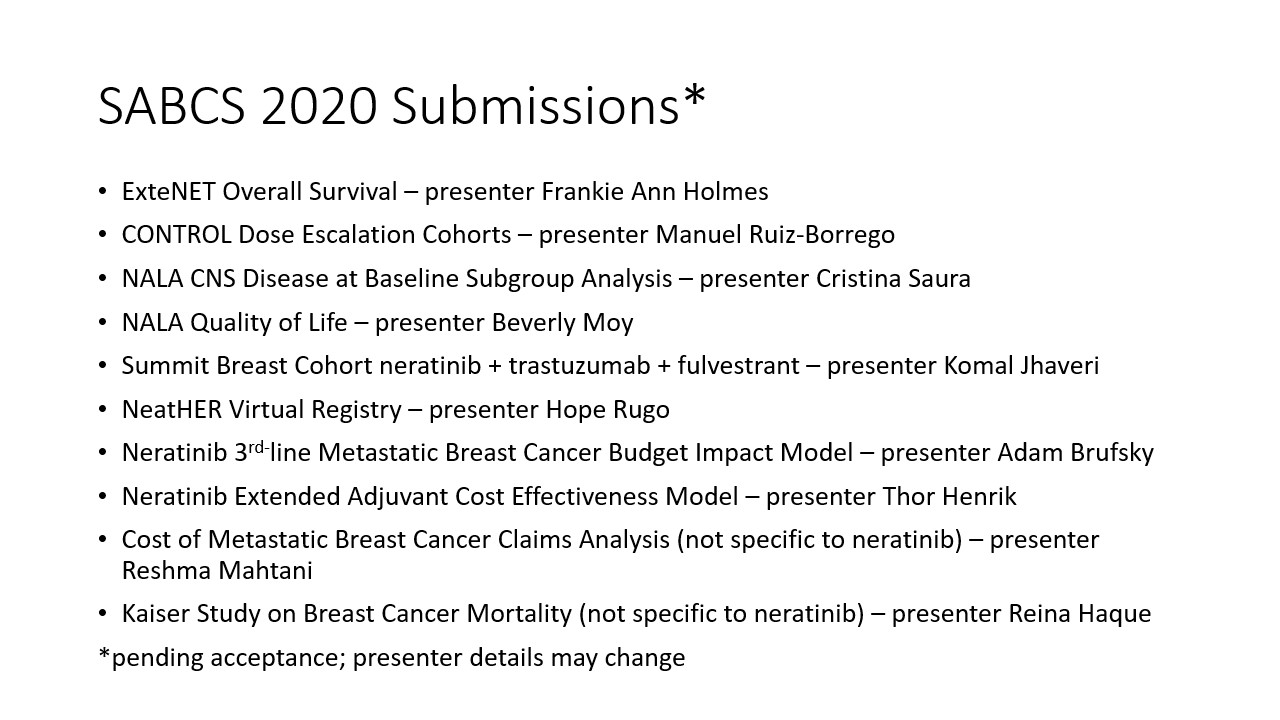 SABCS 2020 Submissions*
• ExteNET Overall Survival – presenter Frankie Ann Holmes
• CONTROL Dose Escalation Cohorts – presenter Manuel Ruiz-Borrego
• NALA CNS Disease at Baseline Subgroup Analysis – presenter Cristina Saura
• NALA Quality of Life – presenter Beverly Moy
• Summit Breast Cohort neratinib + trastuzumab + fulvestrant – presenter Komal Jhaveri
• NeatHER Virtual Registry – presenter Hope Rugo
• Neratinib 3rd-line Metastatic Breast Cancer Budget Impact Model – presenter Adam Brufsky
• Neratinib Extended Adjuvant Cost Effectiveness Model – presenter Thor Henrik
• Cost of Metastatic Breast Cancer Claims Analysis (not specific to neratinib) – presenter
Reshma Mahtani
• Kaiser Study on Breast Cancer Mortality (not specific to neratinib) – presenter Reina Haque
*pending acceptance; presenter details may change